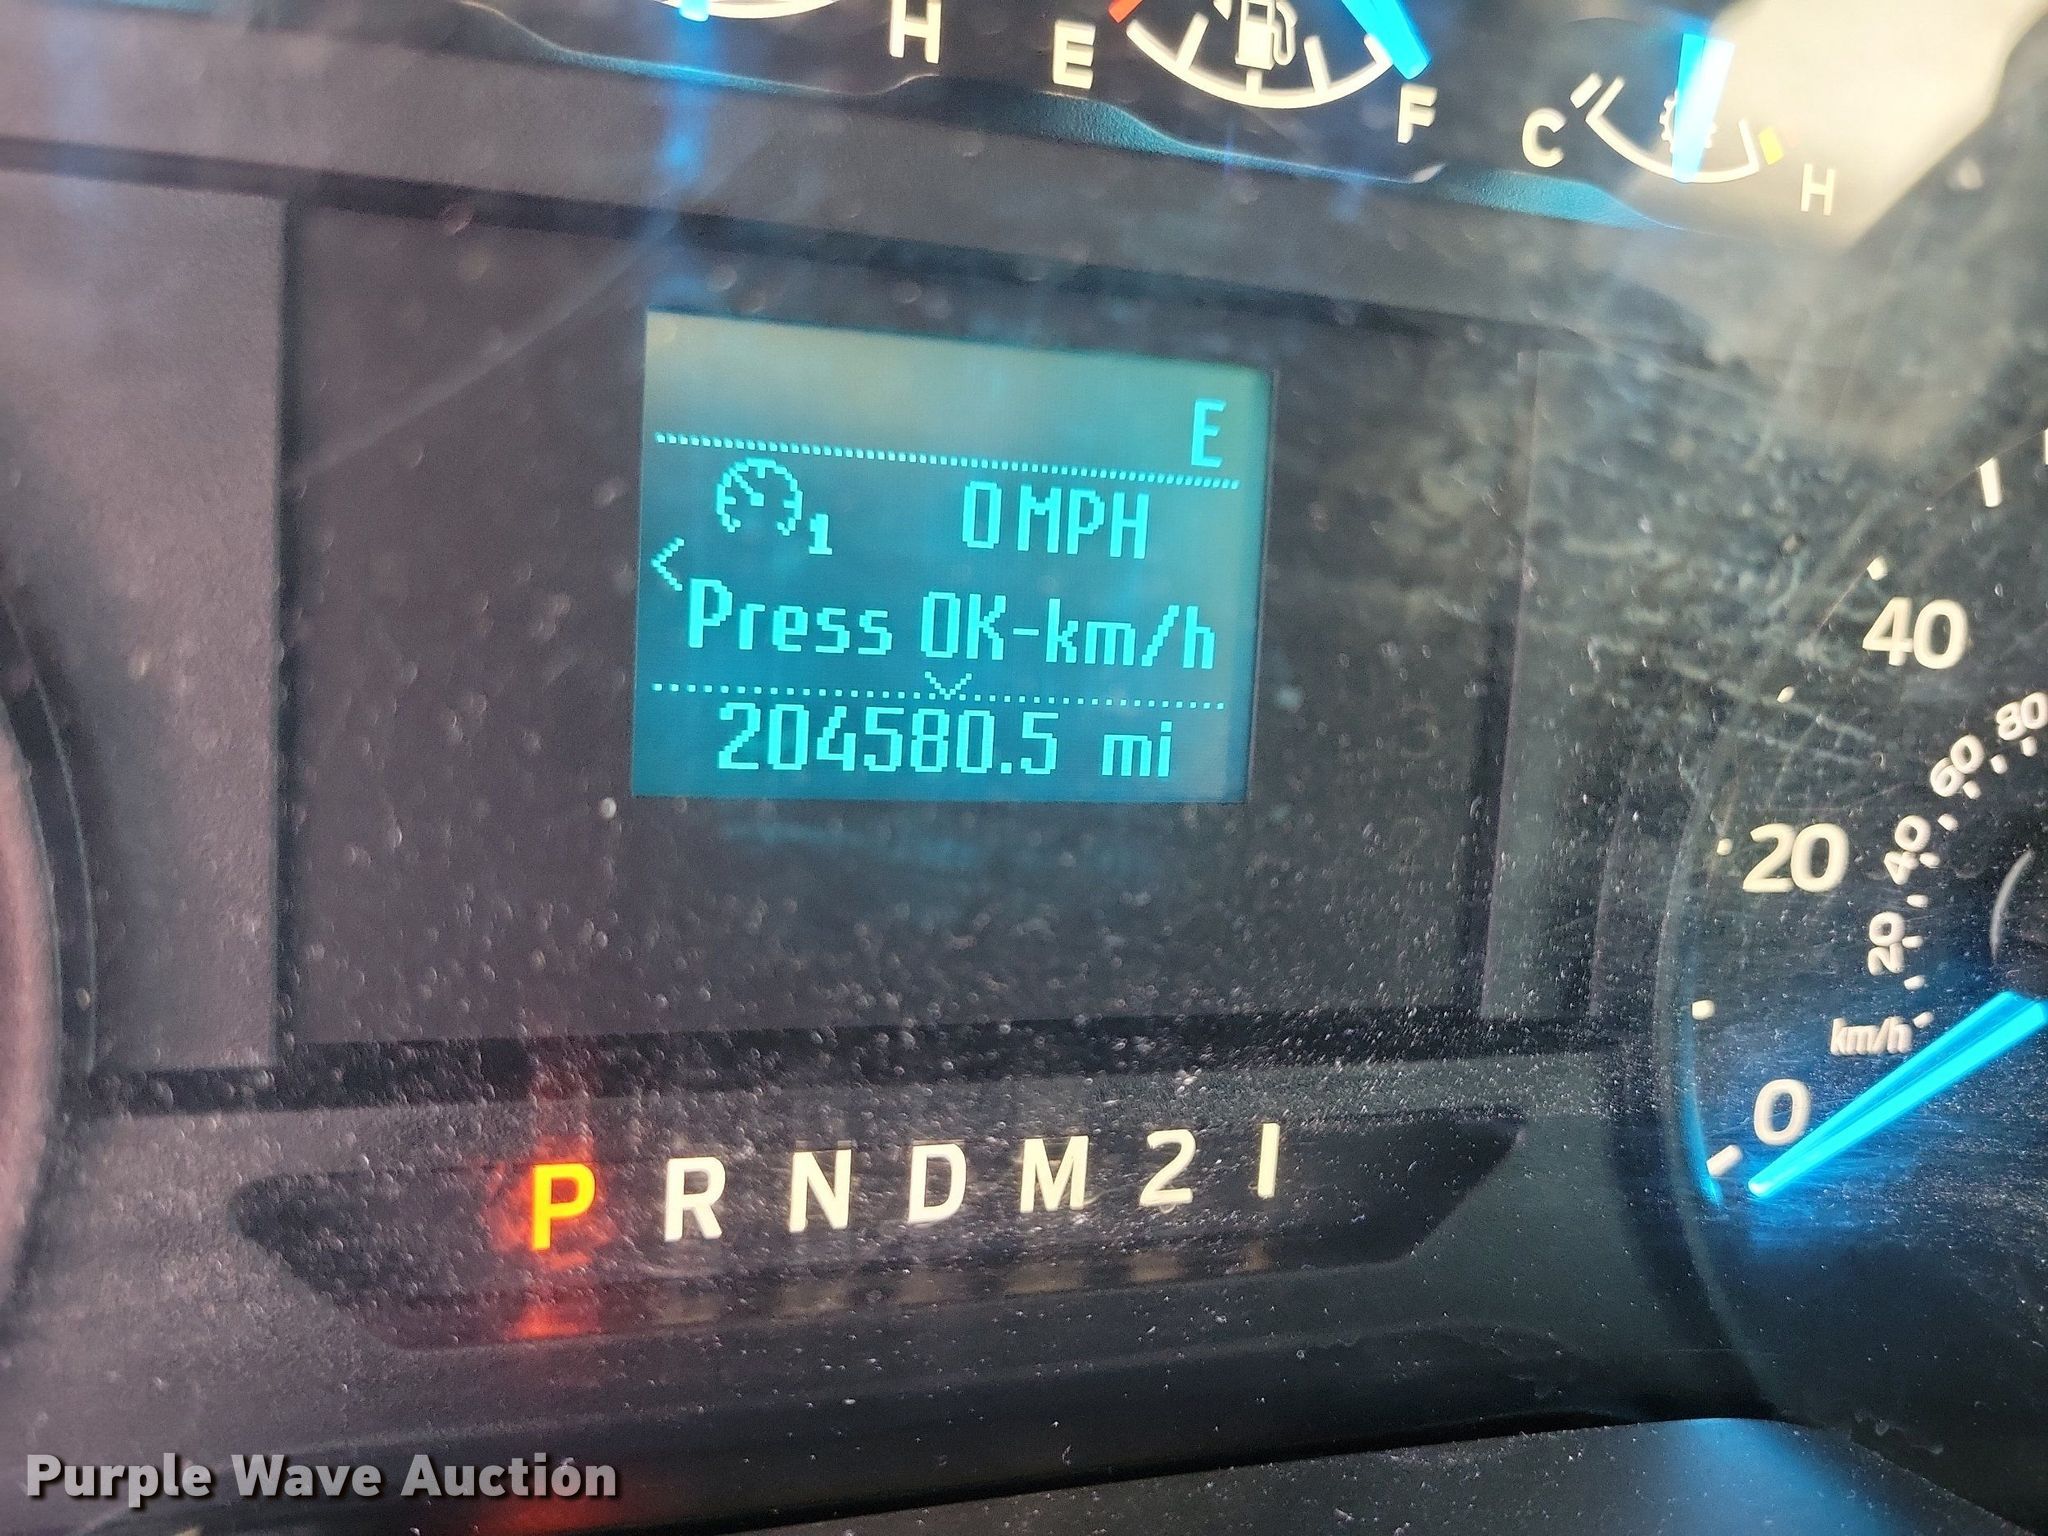 H
E
F
C
H
E
1
0 MPH
< Press OK-km/h
204580.5 mi
40
80
60
20
40
20
km/h
0
P R N D M 2 1
Purple Wave Auction